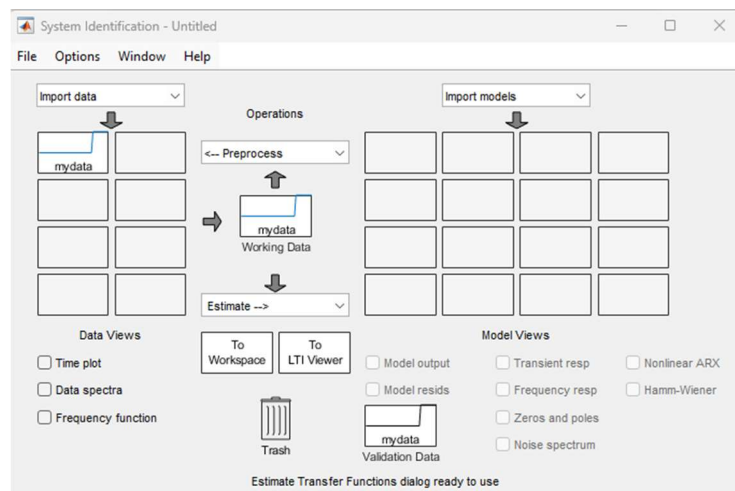 System Identification - Untitled
File Options Window Help
Import data
Import models
Operations
<-- Preprocess
mydata
mydata
Working Data
Estimate -->
Data Views
Time plot
Data spectra
Frequency function
To
Workspace
To
LTI Viewer
Trash
Model Views
Model output
Transient resp
Nonlinear ARX
Model resids
Frequency resp
Hamm-Wiener
Zeros and poles
Noise spectrum
mydata
Validation Data
Estimate Transfer Functions dialog ready to use